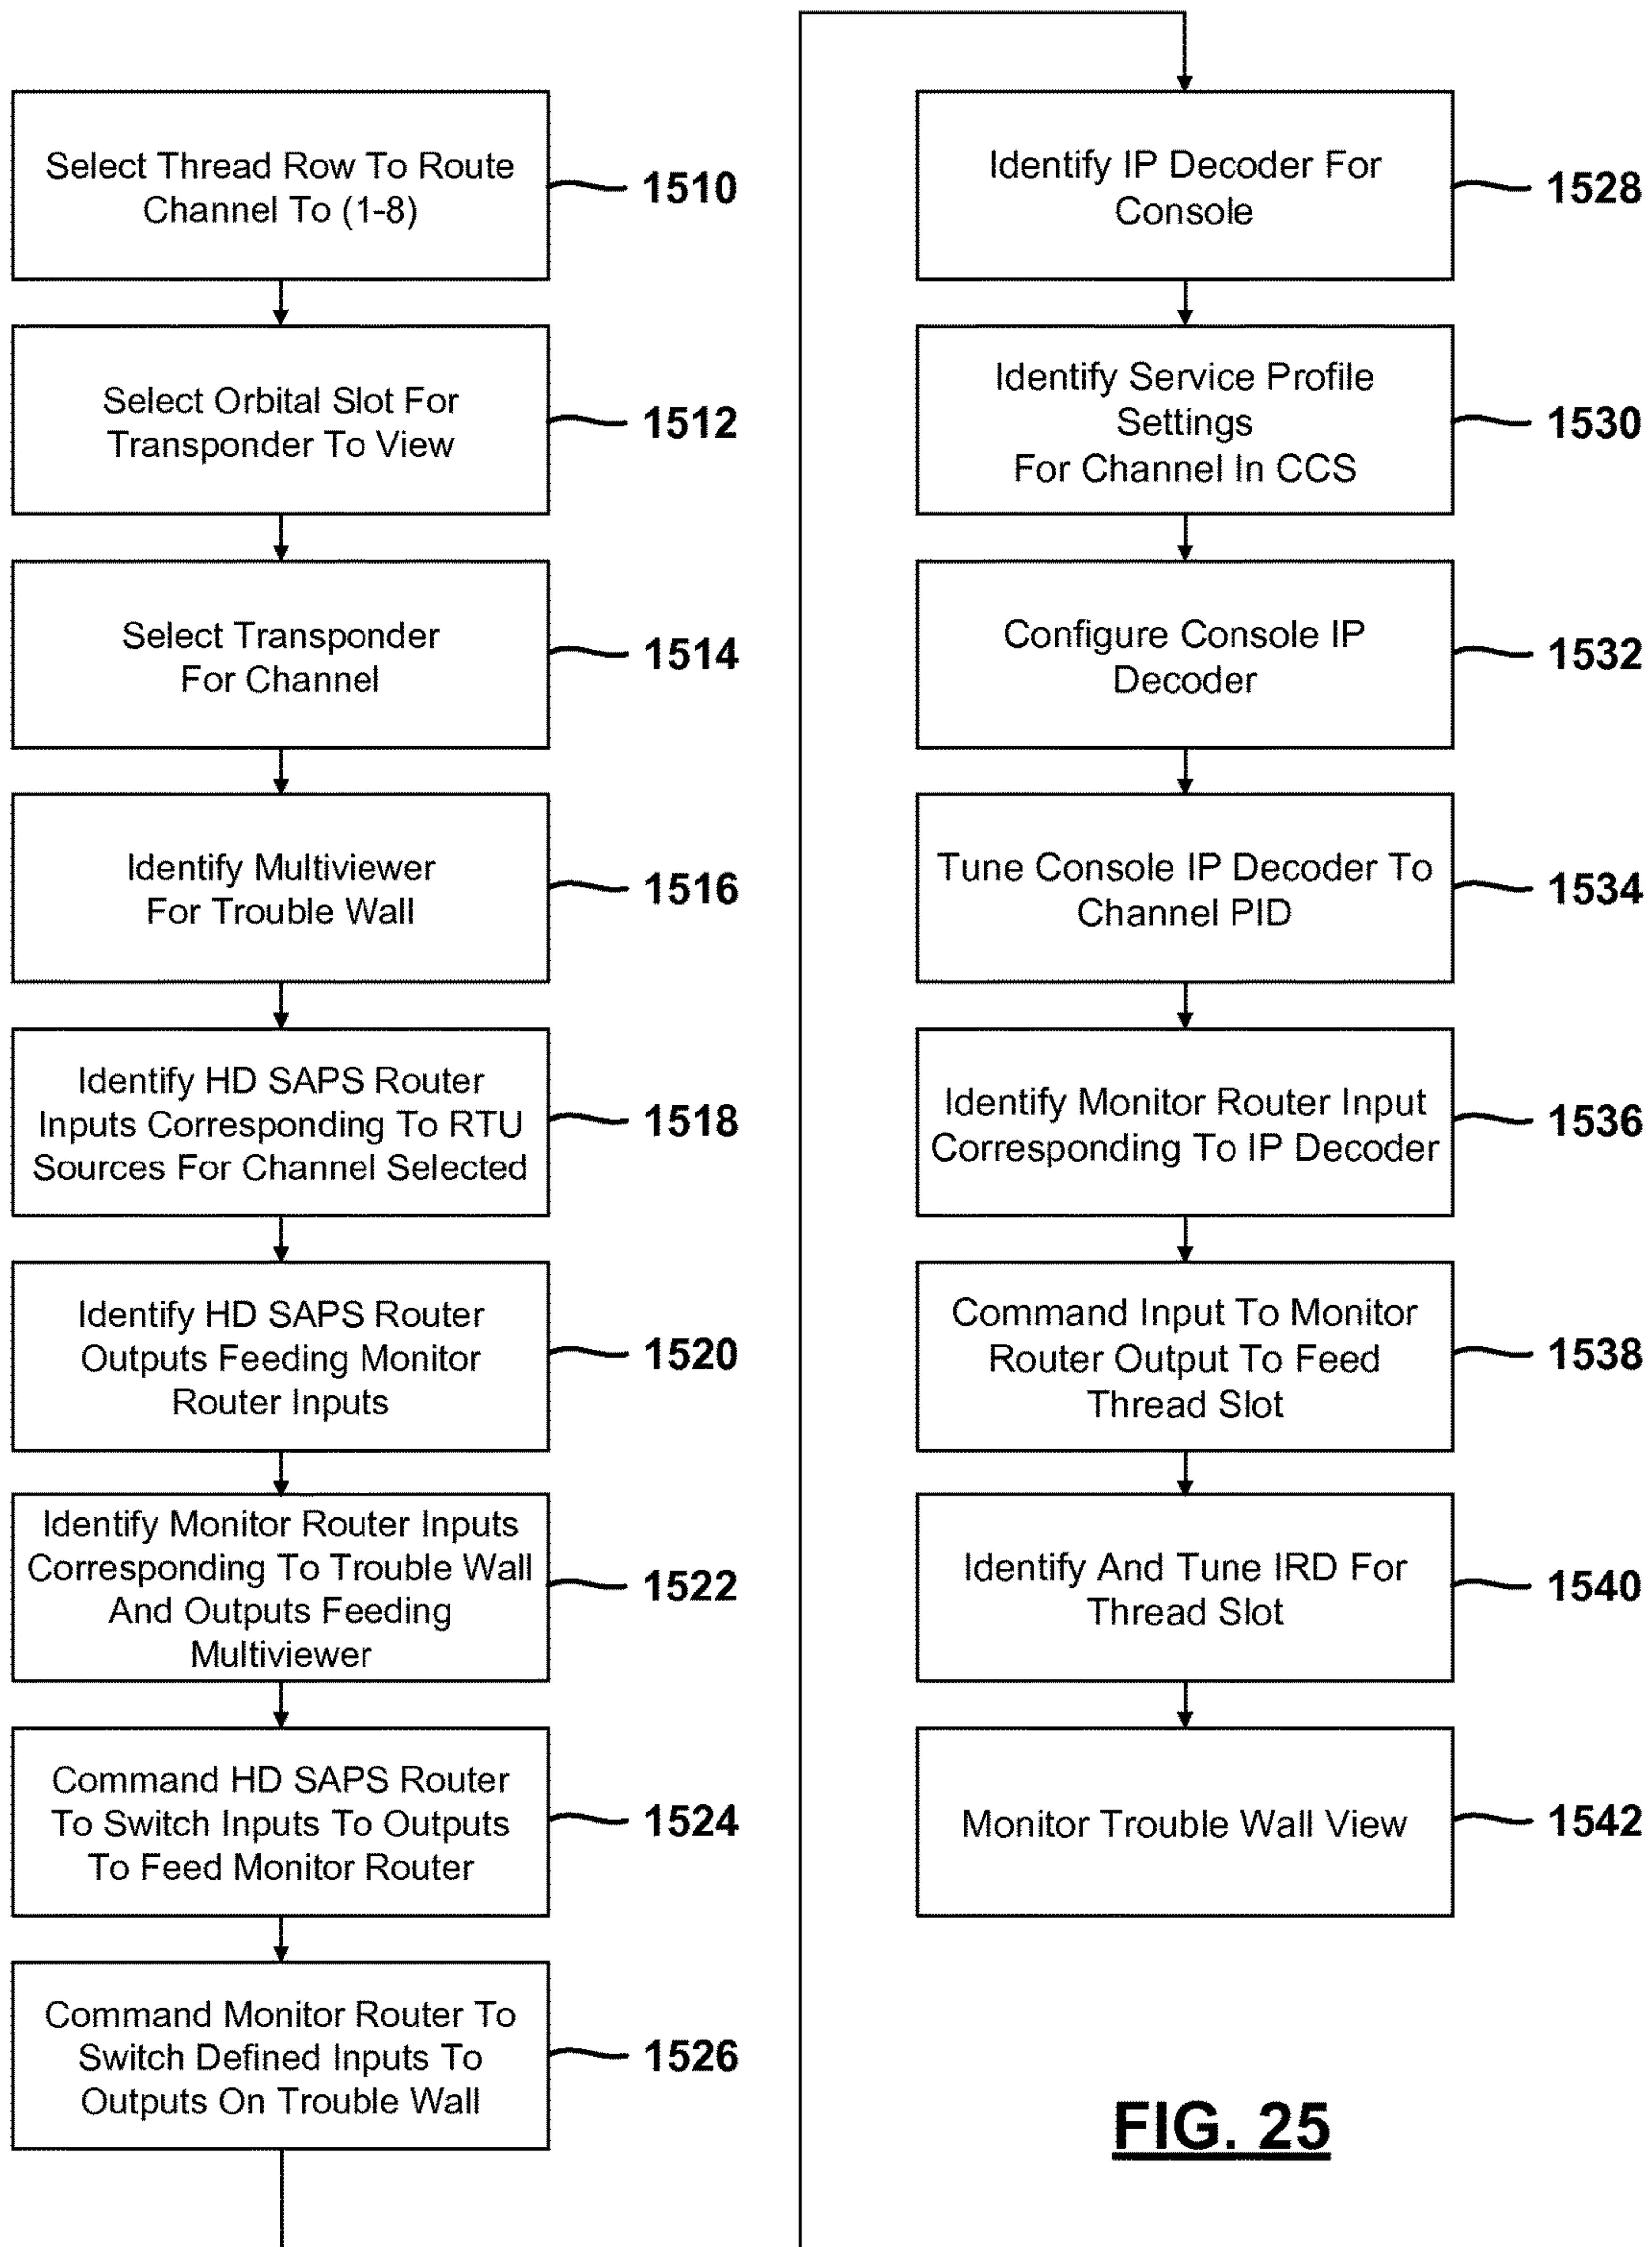 Select Thread Row To Route
Channel To (1-8)
1510
Select Orbital Slot For
Transponder To View
1512
Select Transponder
For Channel
1514
Identify Multiviewer
For Trouble Wall
1516
Identify HD SAPS Router
Inputs Corresponding To RTU
Sources For Channel Selected
1518
Identify HD SAPS Router
Outputs Feeding Monitor
Router Inputs
1520
Identify Monitor Router Inputs
Corresponding To Trouble Wall
And Outputs Feeding
Multiviewer
1522
Command HD SAPS Router
To Switch Inputs To Outputs
To Feed Monitor Router
1524
Command Monitor Router To
Switch Defined Inputs To
Outputs On Trouble Wall
1526
Identify IP Decoder For
Console
1528
Identify Service Profile
Settings
For Channel In CCS
1530
Configure Console IP
Decoder
1532
Tune Console IP Decoder To
Channel PID
1534
Identify Monitor Router Input
Corresponding To IP Decoder
1536
Command Input To Monitor
Router Output To Feed
Thread Slot
1538
Identify And Tune IRD For
Thread Slot
1540
Monitor Trouble Wall View
1542
FIG. 25